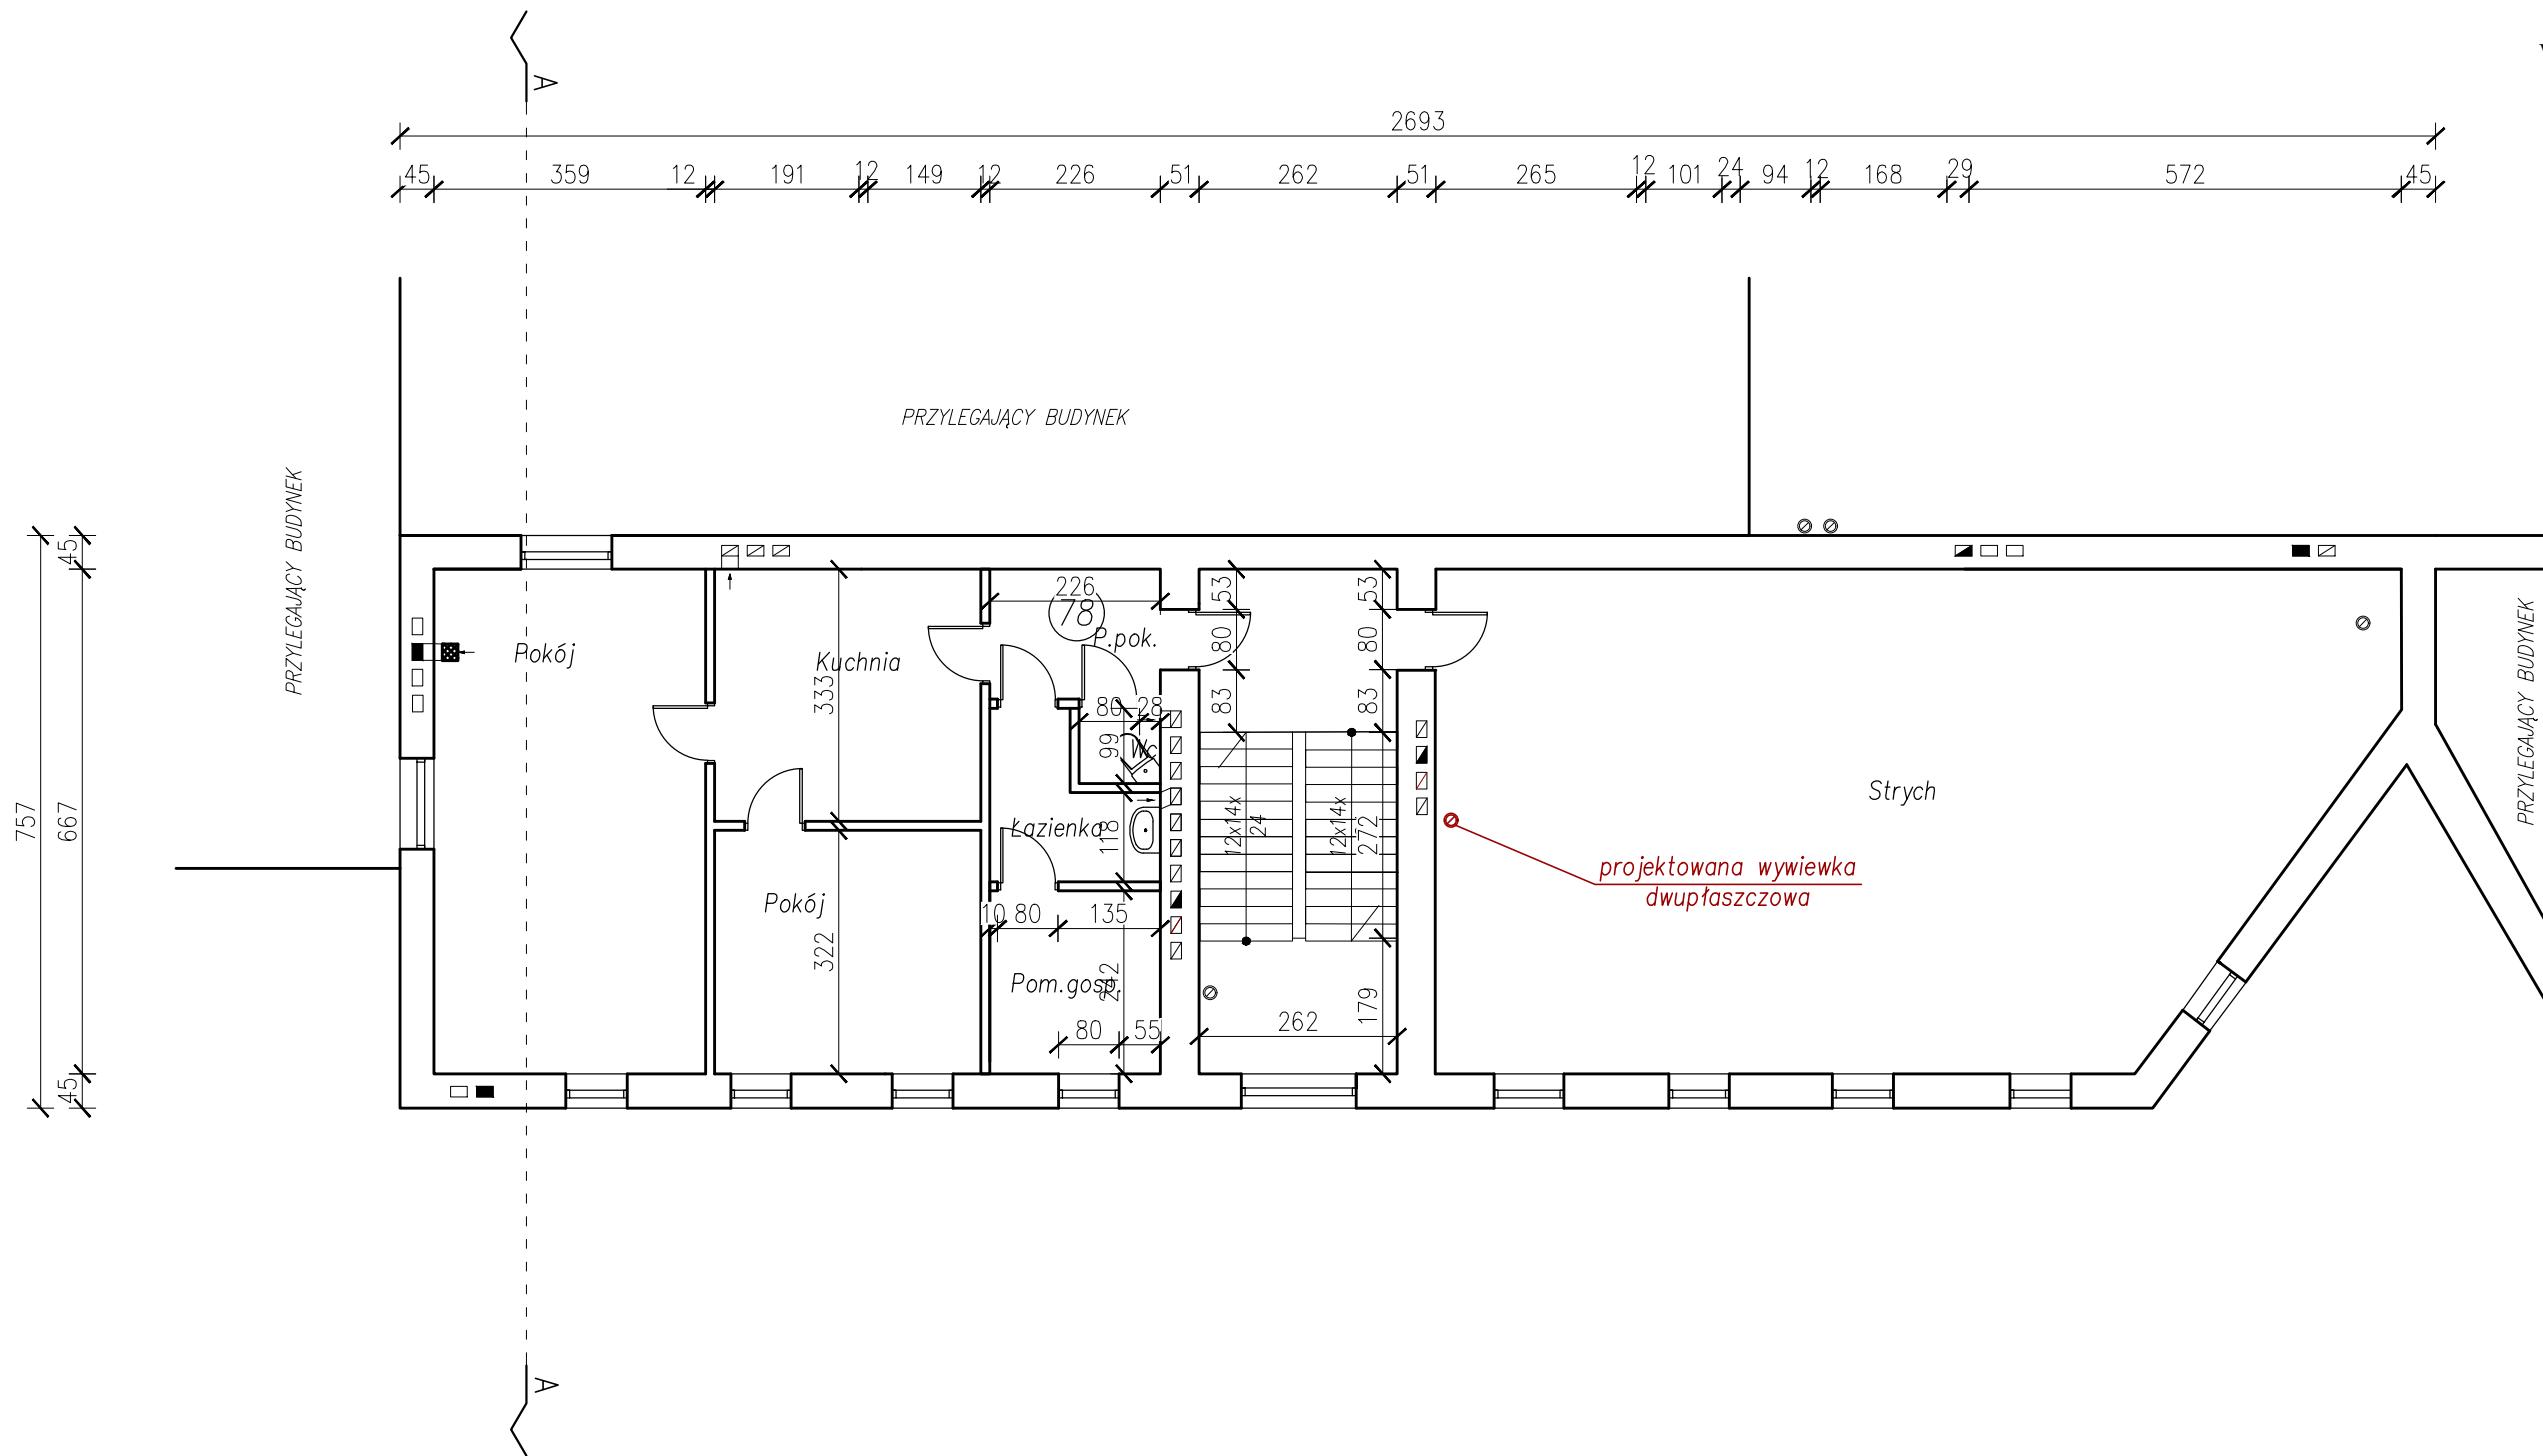 A
2693
45 359 12 191 12 149 12 226 51 262 51 265 12 101 24 94 12 168 29 572 45
PRZYLEGAJĄCY BUDYNEK
PRZYLEGAJĄCY BUDYNEK
PRZYLEGAJĄCY BUDYNEK
757
45
667
45
226
78
P.pok.
53
80
83
53
80
83
Pokój
Kuchnia
333
80 28
99
Wc
Łazienka
118
12x14x
24
12x14x
272
Strych
projektowana wywiewka
dwupłaszczowa
Pokój
322
10 80 135
Pom.gosp.
242
80 55
262
179
A